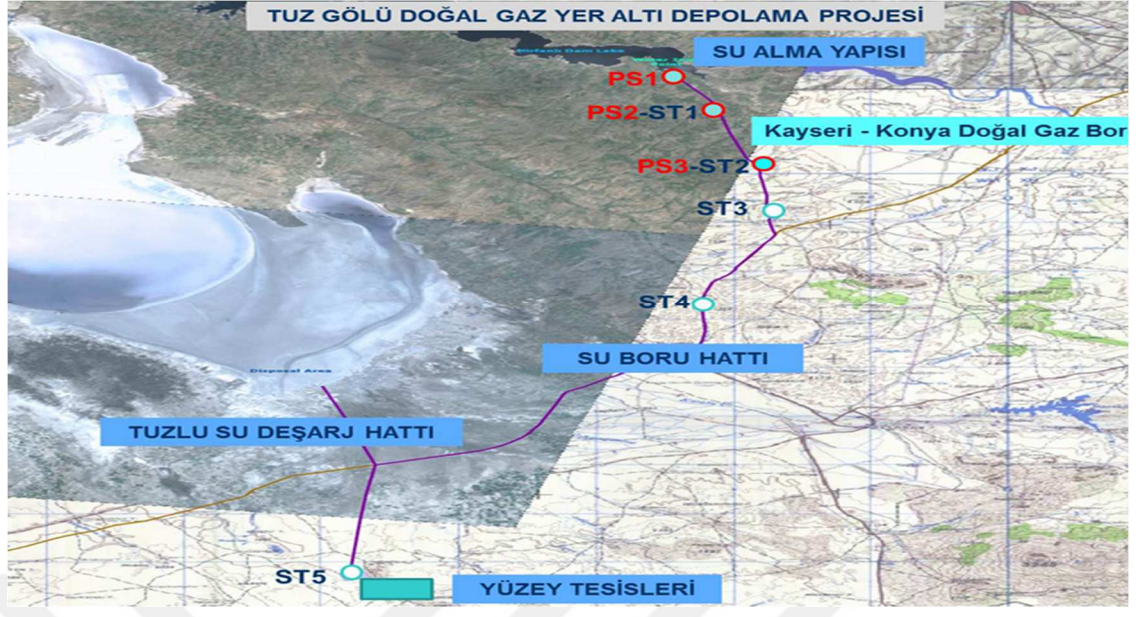 TUZ GÖLÜ DOĞAL GAZ YER ALTI DEPOLAMA PROJESİ
SU ALMA YAPISI
PS1
PS2-ST1
Kayseri - Konya Doğal Gaz Bor
PS3-ST2
ST3
ST4
SU BORU HATTI
Disposal Area
TUZLU SU DEŞARJ HATTI
ST5
YÜZEY TESİSLERİ